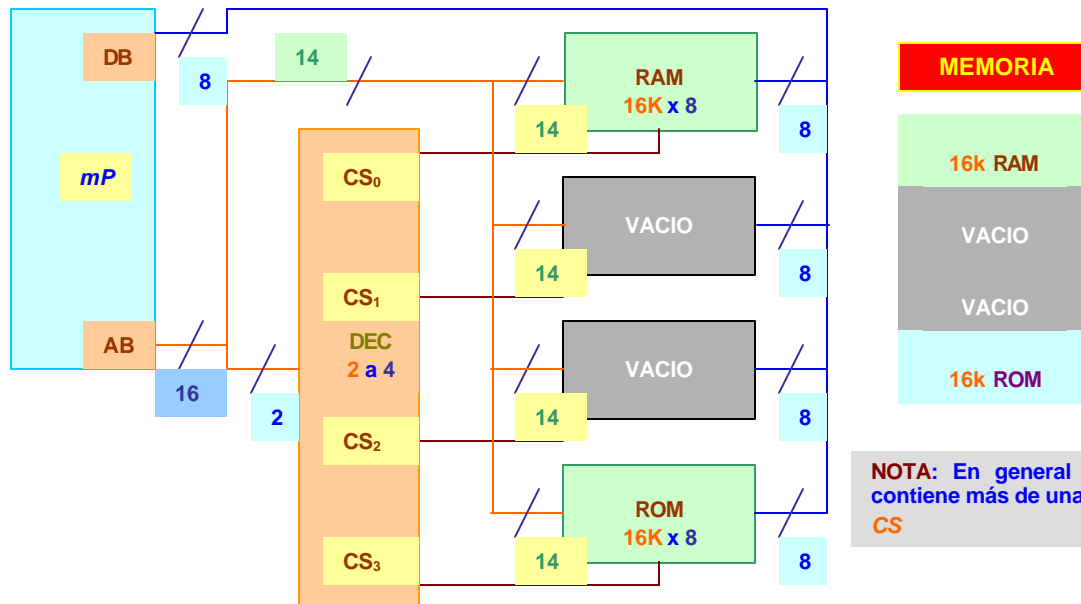 DB
8
14
mP
AB
16
2
CS0
CS1
DEC
2 a 4
CS2
CS3
14
RAM
16K x 8
8
14
VACIO
8
14
VACIO
8
14
ROM
16K x 8
8
MEMORIA
16k RAM
VACIO
VACIO
16k ROM
NOTA: En general
contiene más de una
CS